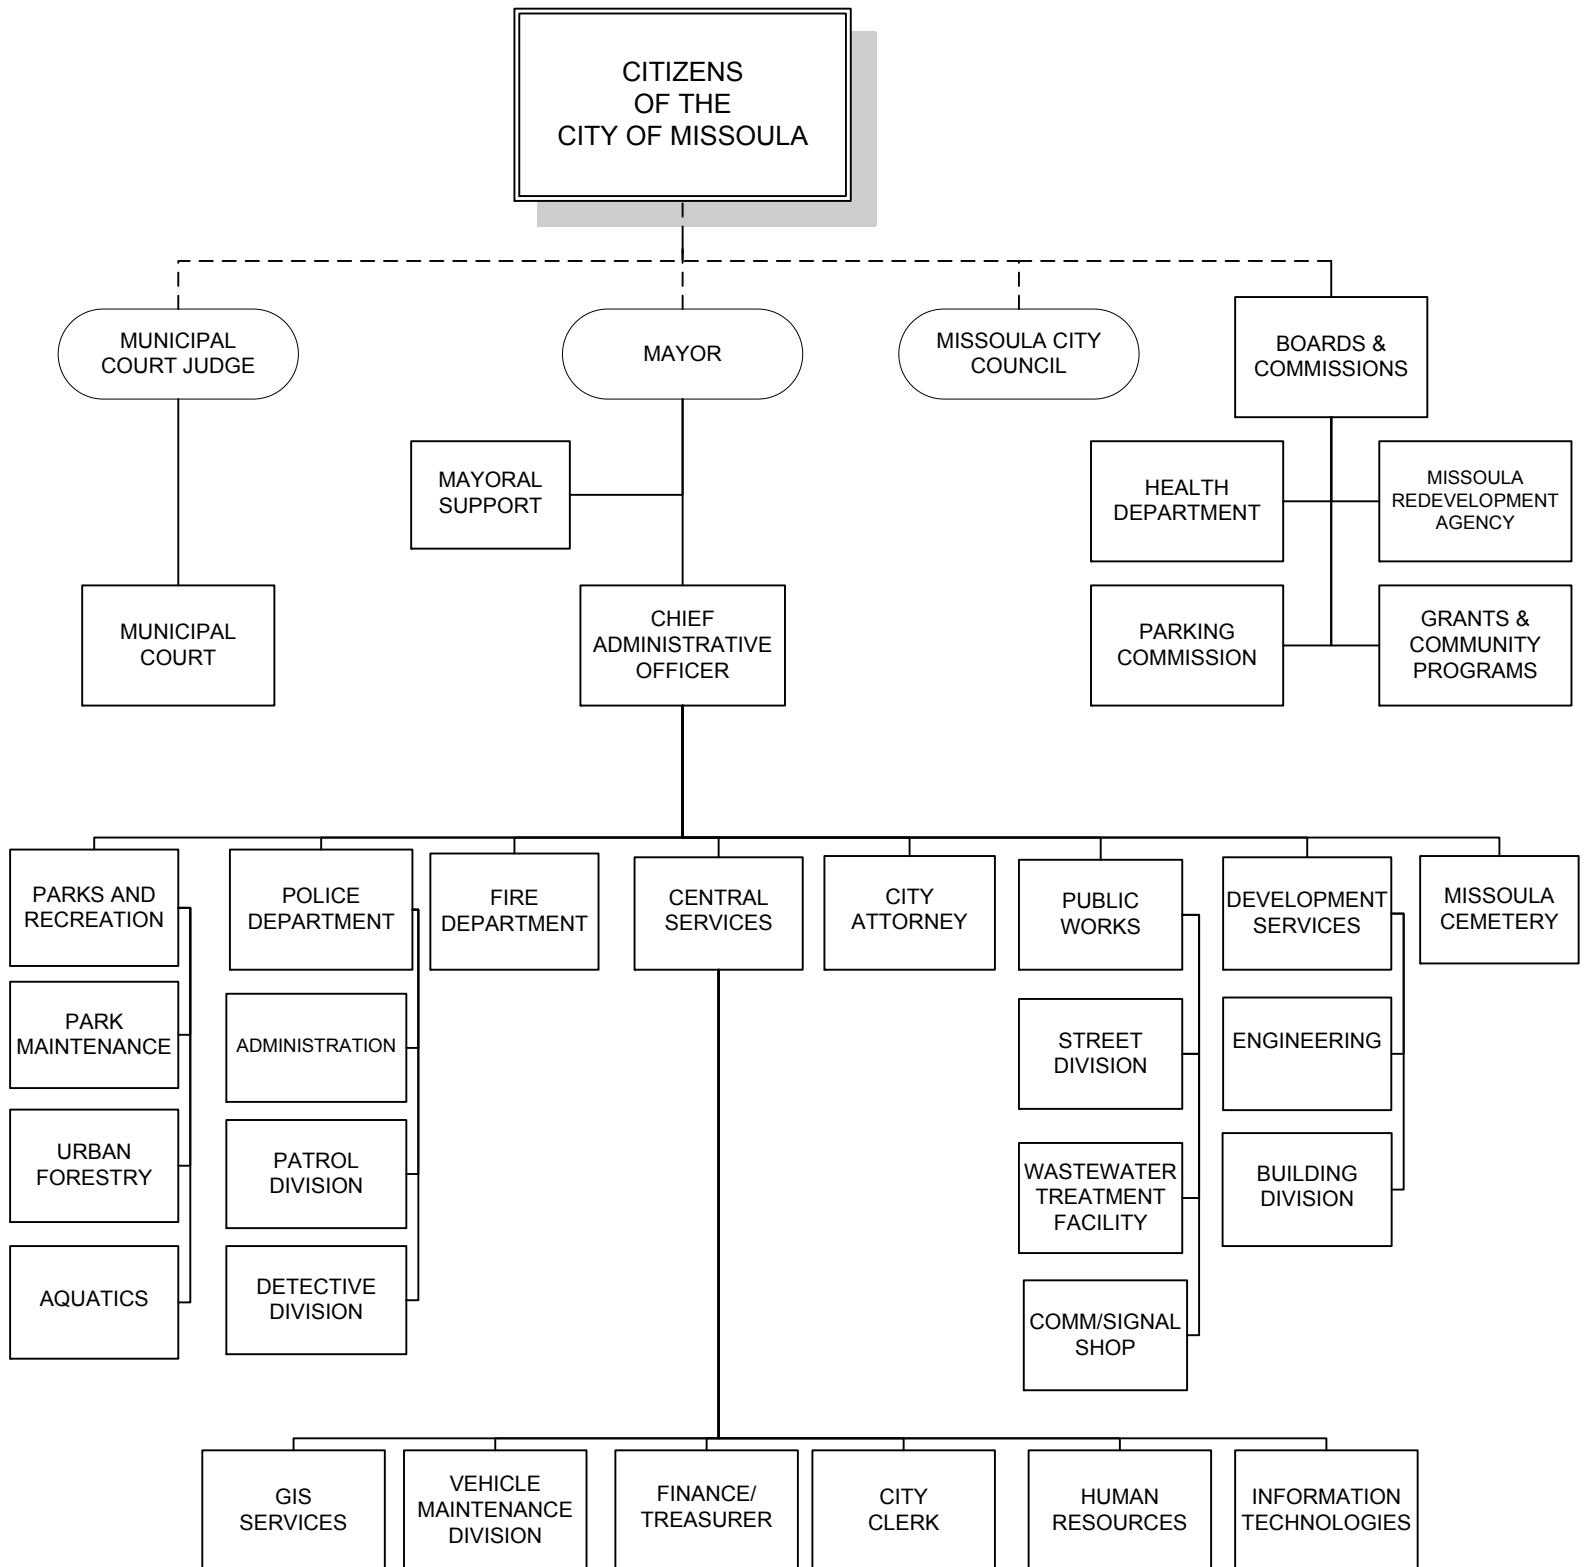 CITIZENS
OF THE
CITY OF MISSOULA
MUNICIPAL
COURT JUDGE
MAYOR
MISSOULA CITY
COUNCIL
BOARDS &
COMMISSIONS
MAYORAL
SUPPORT
HEALTH
DEPARTMENT
MISSOULA
REDEVELOPMENT
AGENCY
MUNICIPAL
COURT
CHIEF
ADMINISTRATIVE
OFFICER
PARKING
COMMISSION
GRANTS &
COMMUNITY
PROGRAMS
PARKS AND
RECREATION
POLICE
DEPARTMENT
FIRE
DEPARTMENT
CENTRAL
SERVICES
CITY
ATTORNEY
PUBLIC
WORKS
DEVELOPMENT
SERVICES
MISSOULA
CEMETERY
PARK
MAINTENANCE
ADMINISTRATION
STREET
DIVISION
ENGINEERING
URBAN
FORESTRY
PATROL
DIVISION
WASTEWATER
TREATMENT
FACILITY
BUILDING
DIVISION
AQUATICS
DETECTIVE
DIVISION
COMM/SIGNAL
SHOP
GIS
SERVICES
VEHICLE
MAINTENANCE
DIVISION
FINANCE/
TREASURER
CITY
CLERK
HUMAN
RESOURCES
INFORMATION
TECHNOLOGIES